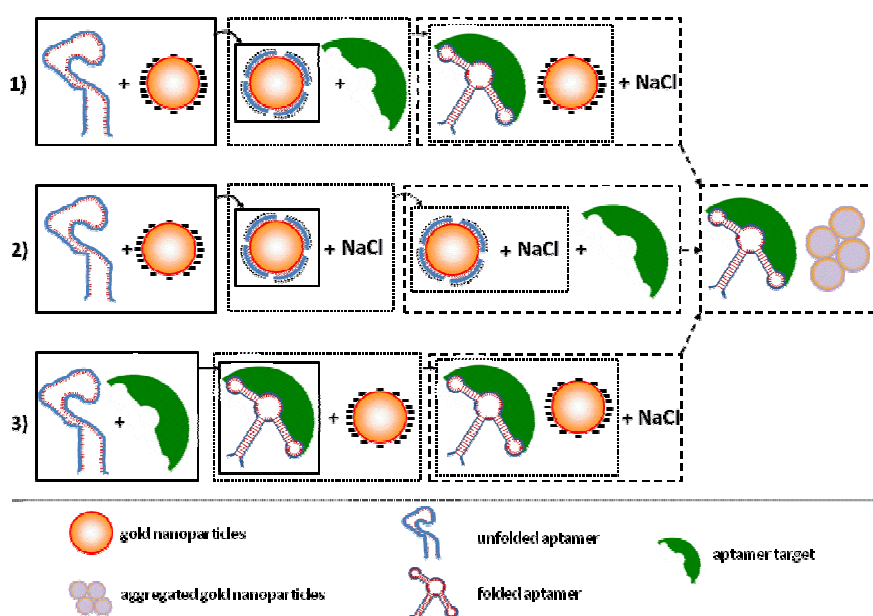 1)
+
+
+ NaCl
2)
+
+ NaCl
+ NaCl +
3)
+
+
+ NaCl
gold nanoparticles
unfolded aptamer
aptamer target
aggregated gold nanoparticles
folded aptamer